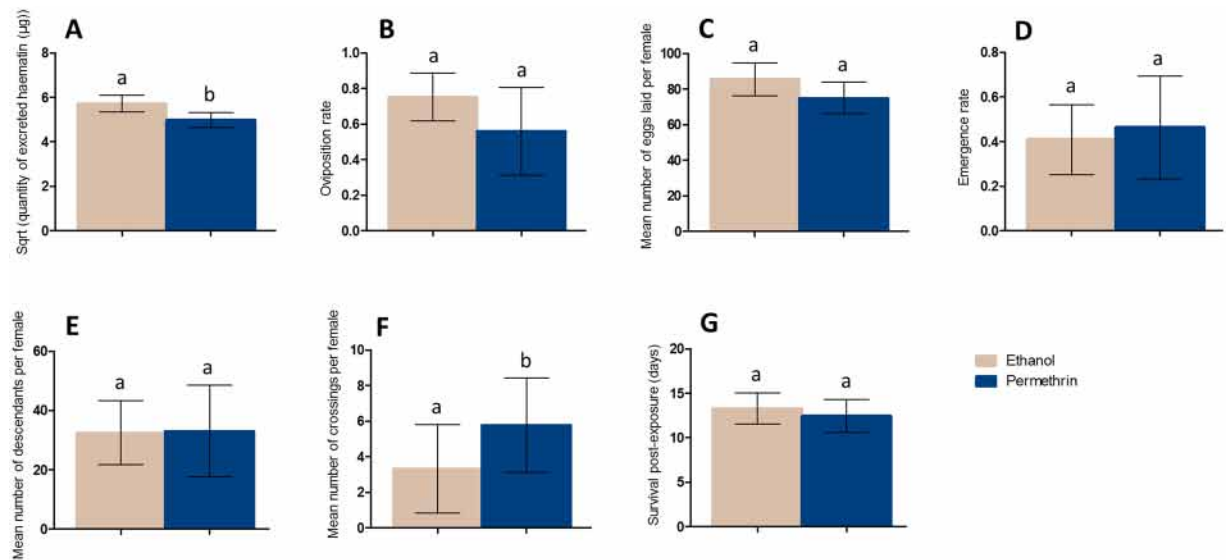 A
Sqrt (quantity of excreted haematin (µg))
8
6
4
2
0
a
b
B
Oviposition rate
1.0
0.8
0.6
0.4
0.2
0.0
a
a
C
Mean number of eggs laid per female
100
80
60
40
20
0
a
a
D
Emergence rate
0.8
0.6
0.4
0.2
0.0
a
a
E
Mean number of descendants per female
60
40
20
0
a
a
F
Mean number of crossings per female
10
8
6
4
2
0
a
b
G
Survival post-exposure (days)
20
15
10
5
0
a
a
Ethanol
Permethrin